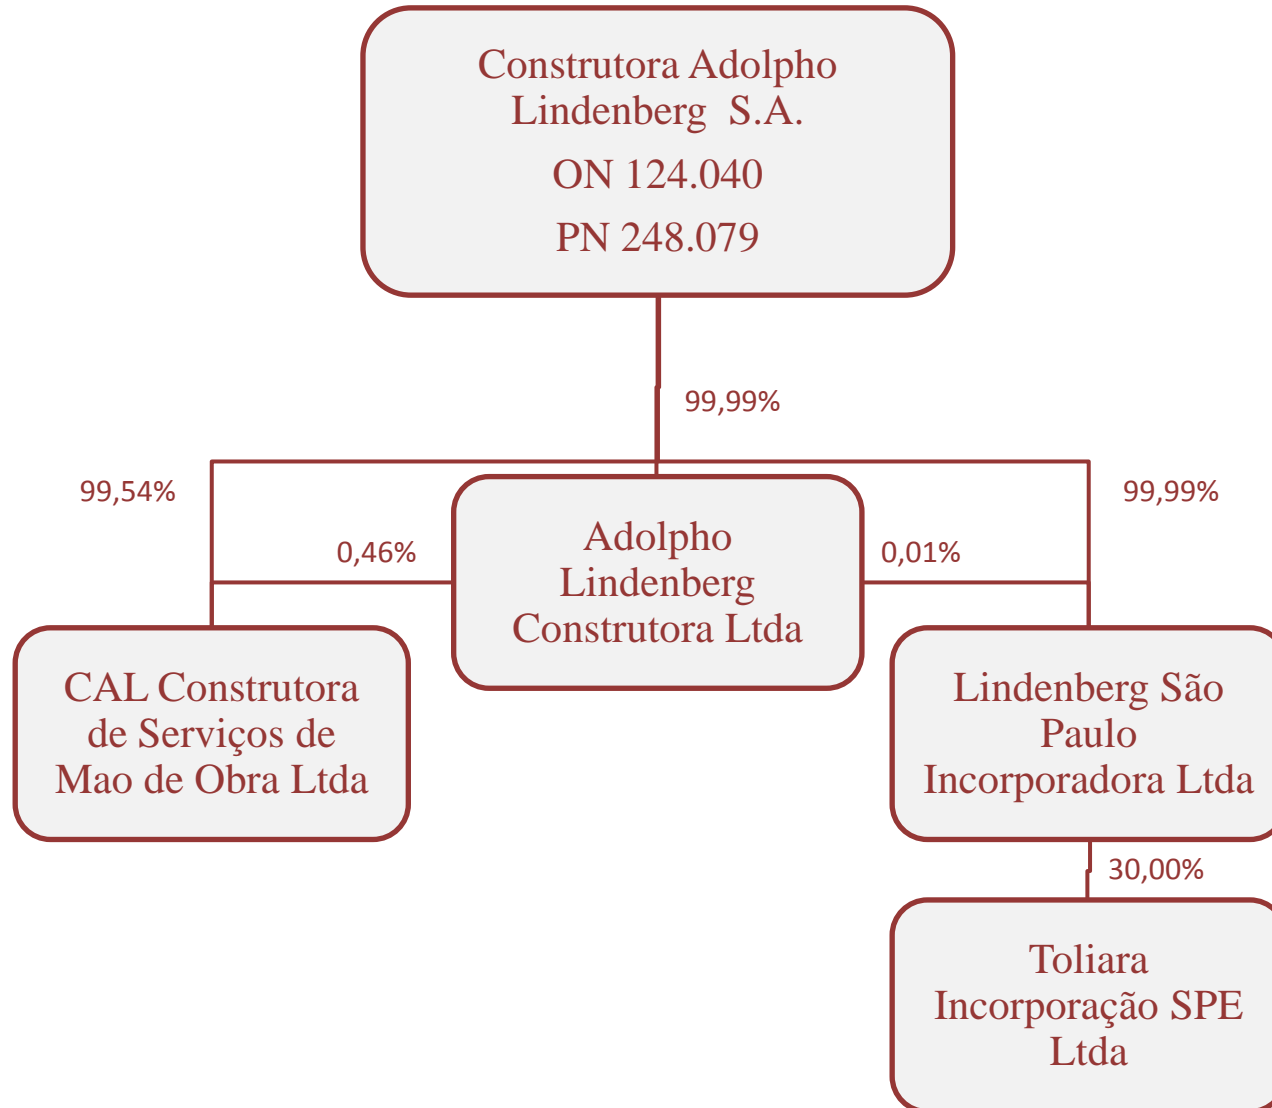 Construtora Adolpho
Lindenberg S.A.
ON 124.040
PN 248.079
99,99%
99,54%
99,99%
0,46%
0,01%
Adolpho
Lindenberg
Construtora Ltda
CAL Construtora
de Serviços de
Mao de Obra Ltda
Lindenberg São
Paulo
Incorporadora Ltda
30,00%
Toliara
Incorporação SPE
Ltda